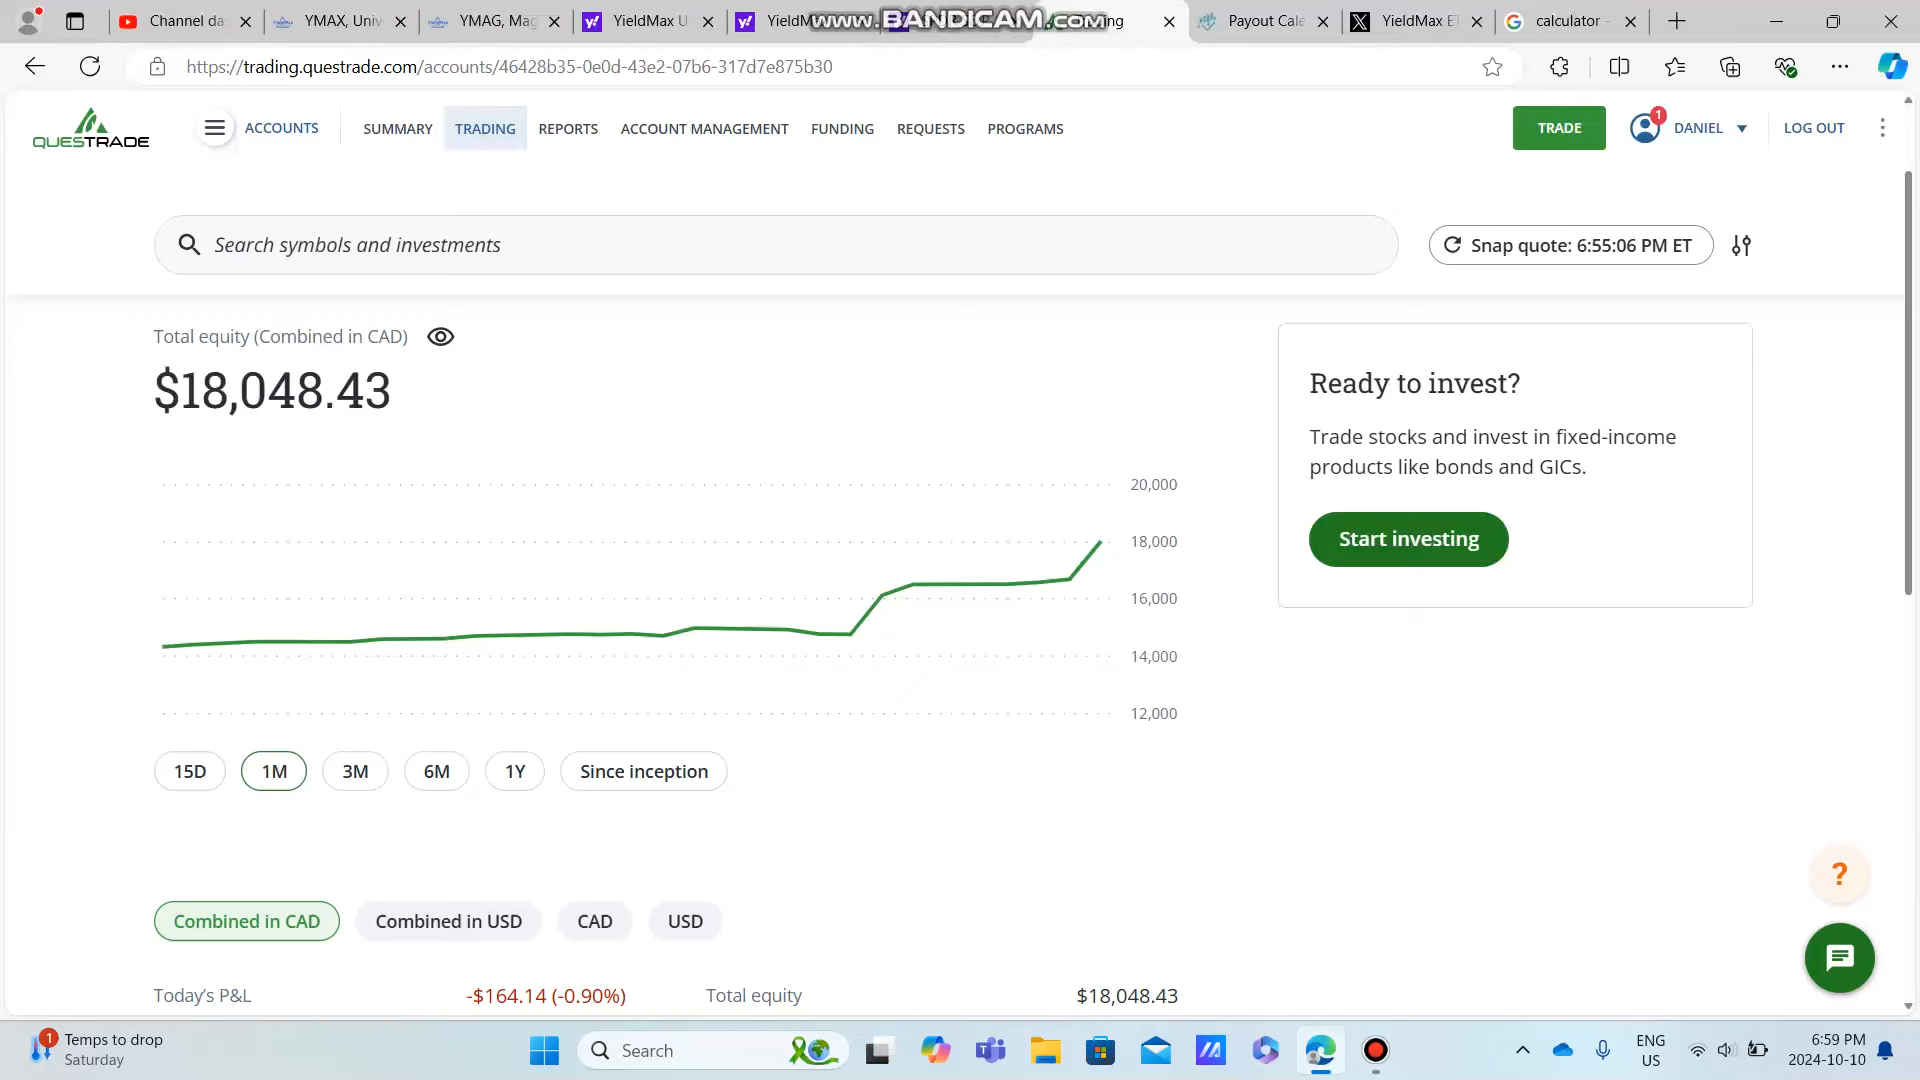 Channel da
YMAX, Univ
YMAG, Mag
YieldMax U
YieldM
www.BANDICAM.com
Payout Cale
YieldMax E
calculator -
https://trading.questrade.com/accounts/46428b35-0e0d-43e2-07b6-317d7e875b30
QUESTRADE
ACCOUNTS
SUMMARY
TRADING
REPORTS
ACCOUNT MANAGEMENT
FUNDING
REQUESTS
PROGRAMS
TRADE
1
DANIEL
LOG OUT
Search symbols and investments
Snap quote: 6:55:06 PM ET
Total equity (Combined in CAD)
$18,048.43
Ready to invest?
Trade stocks and invest in fixed-income
products like bonds and GICs.
Start investing
20,000
18,000
16,000
14,000
12,000
15D
1M
3M
6M
1Y
Since inception
?
Combined in CAD
Combined in USD
CAD
USD
Today's P&L
-$164.14 (-0.90%)
Total equity
$18,048.43
1
Temps to drop
Saturday
Search
ENG
US
6:59 PM
2024-10-10